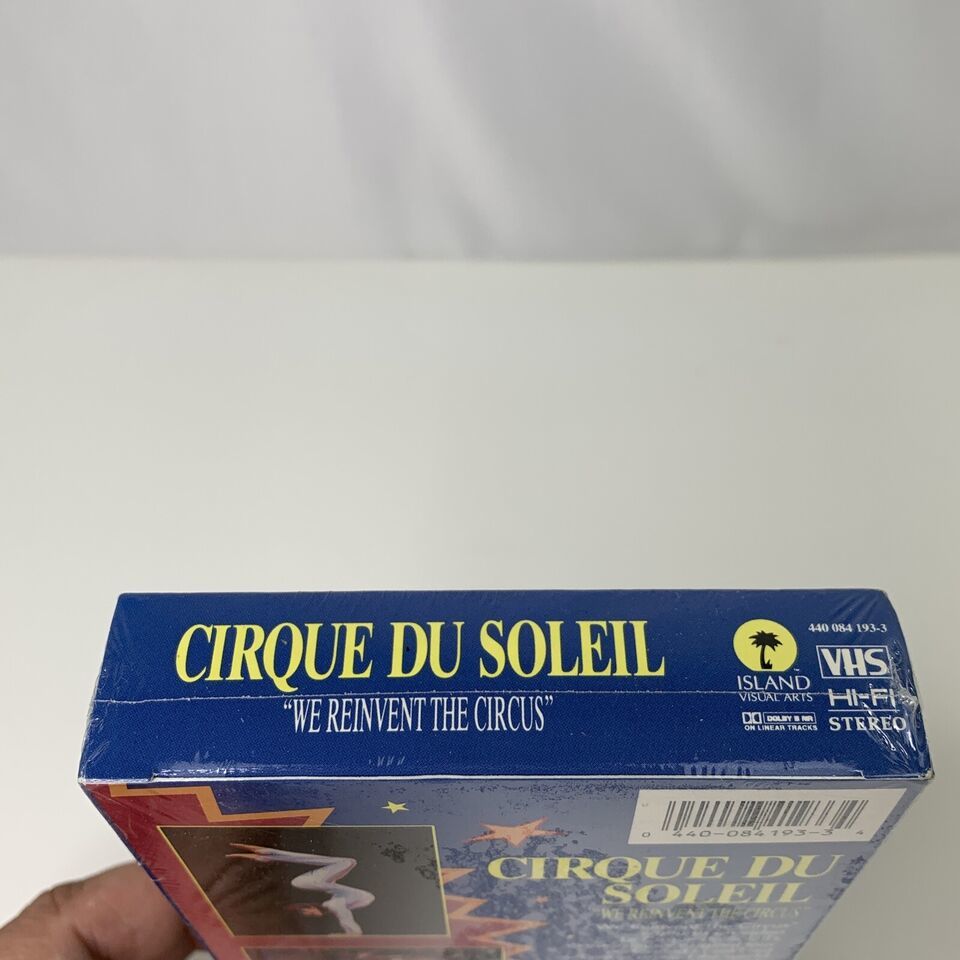 CIRQUE DU SOLEIL
"WE REINVENT THE CIRCUS"
ISLAND
VISUAL ARTS
DOLBY B NR
ON LINEAR TRACKS
440 084 193-3
VHS
HI-FI
STEREO
0 440-084193-3 4
CIRQUE DU
SOLEIL
"WE REINVENT THE CIRCUS"